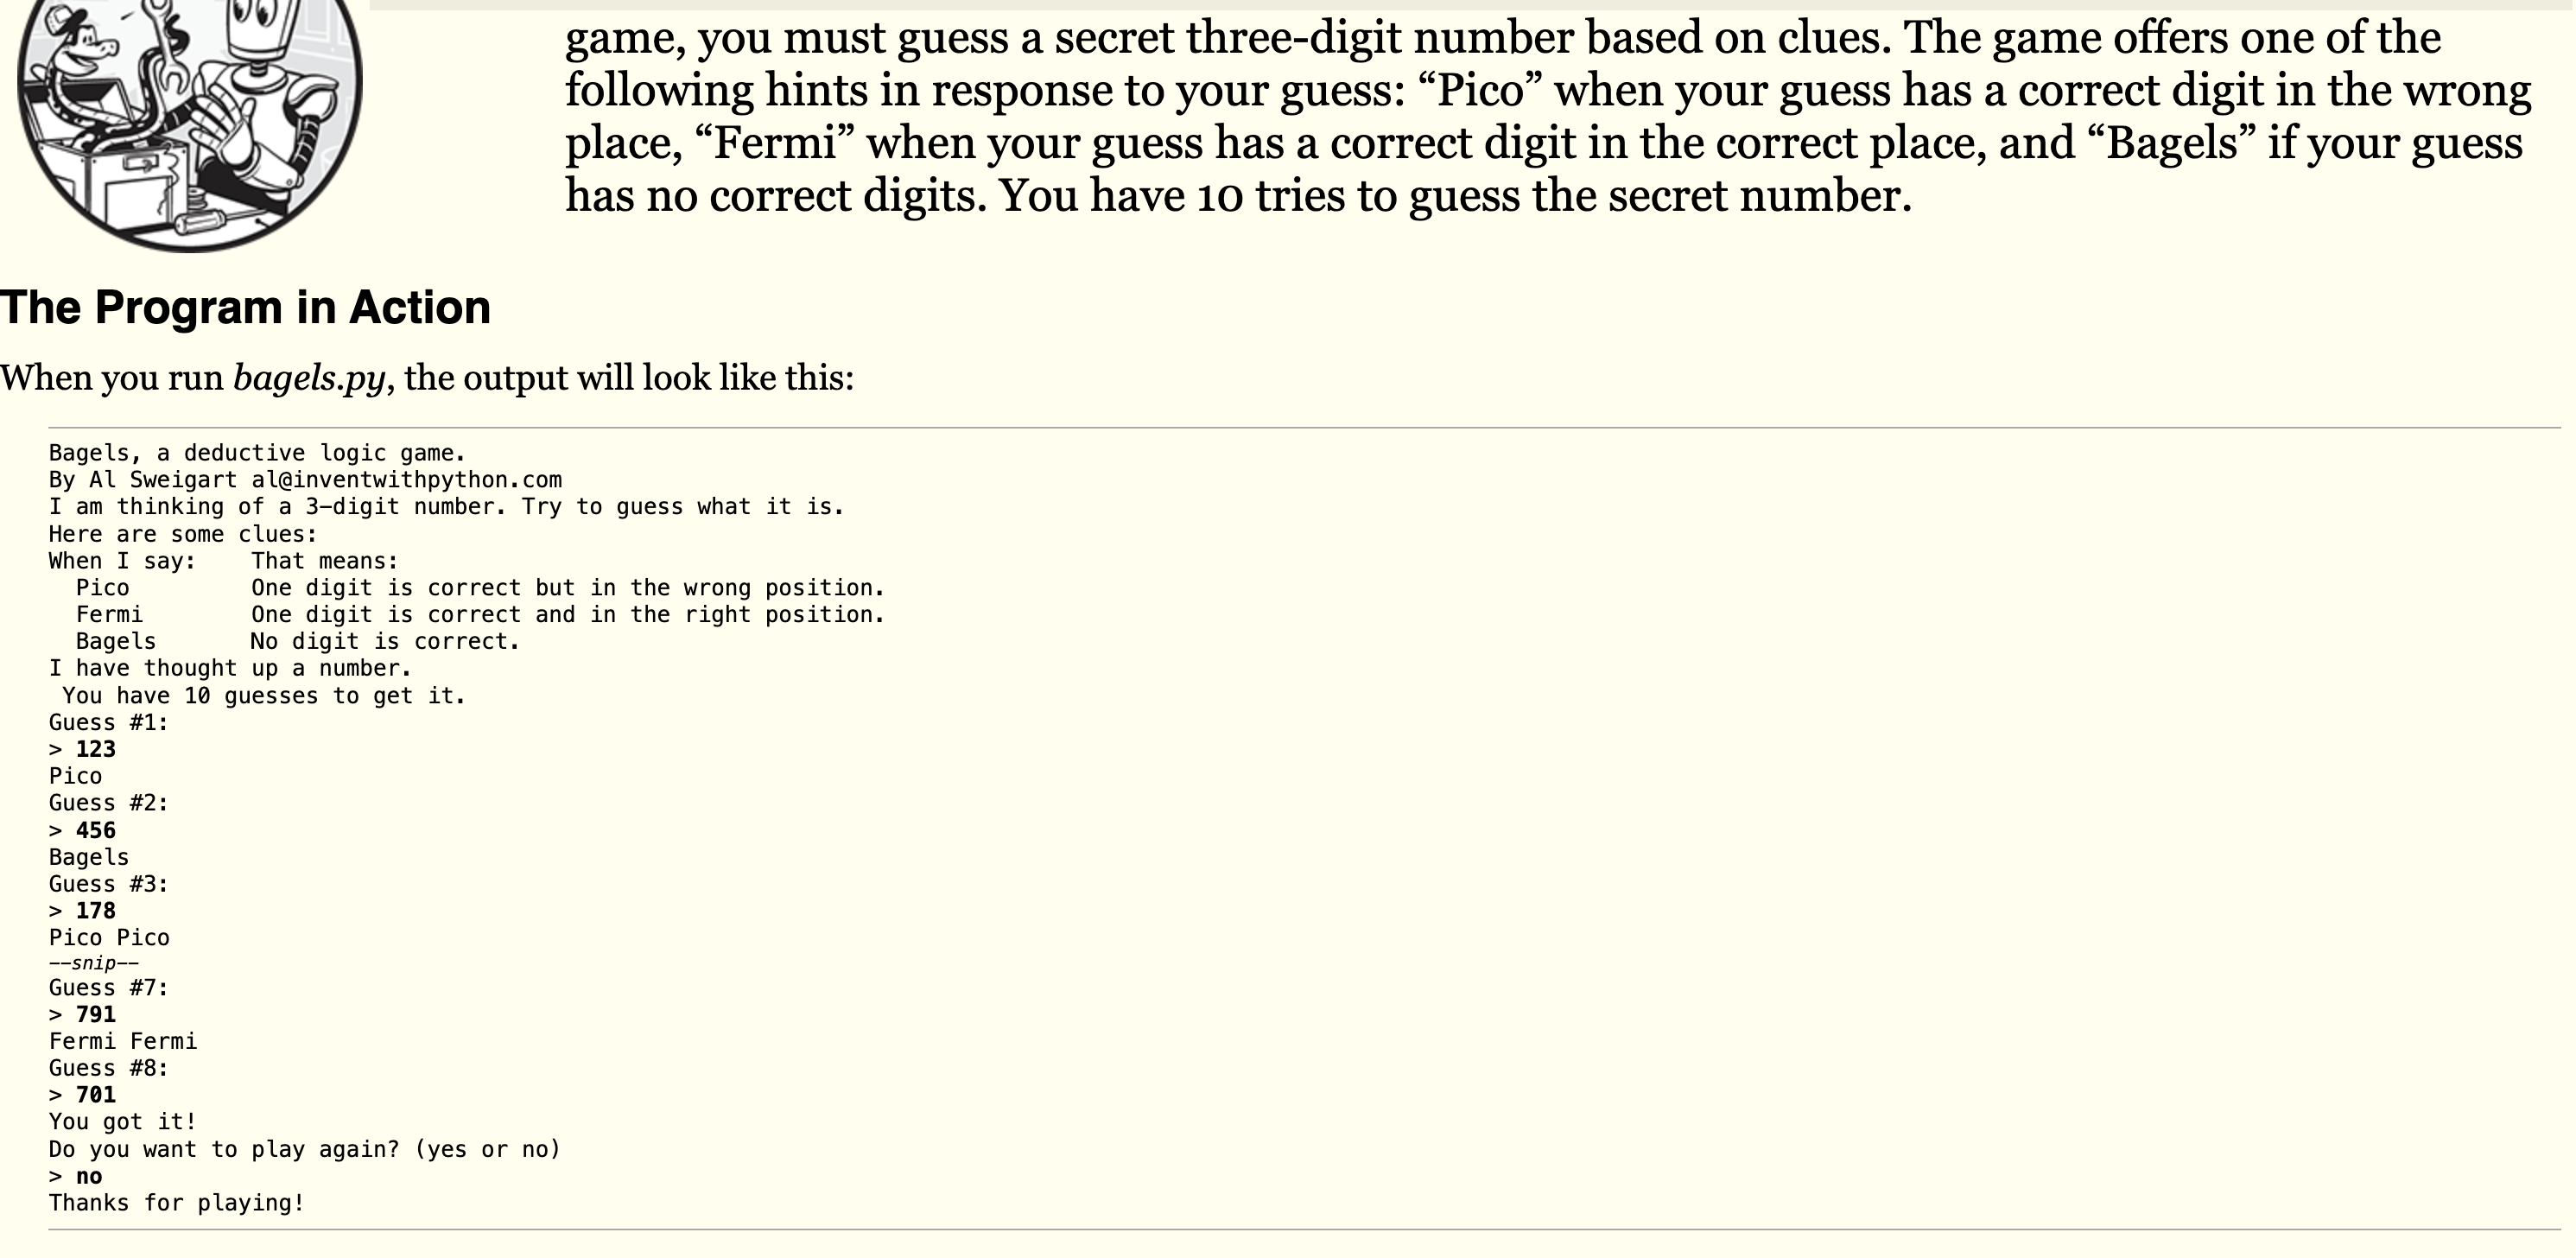 game, you must guess a secret three-digit number based on clues. The game offers one of the
following hints in response to your guess: “Pico” when your guess has a correct digit in the wrong
place, “Fermi” when your guess has a correct digit in the correct place, and “Bagels” if your guess
has no correct digits. You have 10 tries to guess the secret number.
The Program in Action
When you run bagels.py, the output will look like this:
Bagels, a deductive logic game.
By Al Sweigart al@inventwithpython.com
I am thinking of a 3-digit number. Try to guess what it is.
Here are some clues:
When I say:    That means:
  Pico         One digit is correct but in the wrong position.
  Fermi        One digit is correct and in the right position.
  Bagels       No digit is correct.
I have thought up a number.
 You have 10 guesses to get it.
Guess #1:
> 123
Pico
Guess #2:
> 456
Bagels
Guess #3:
> 178
Pico Pico
--snip--
Guess #7:
> 791
Fermi Fermi
Guess #8:
> 701
You got it!
Do you want to play again? (yes or no)
> no
Thanks for playing!